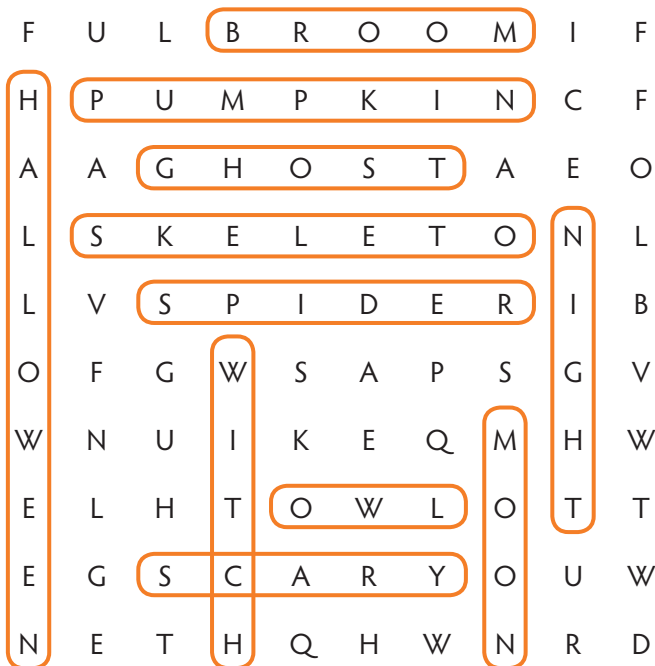 F U L B R O O M I F
H P U M P K I N C F
A A G H O S T A E O
L S K E L E T O N L
L V S P I D E R I B
O F G W S A P S G V
W N U I K E Q M H W
E L H T O W L O T T
E G S C A R Y O U W
N E T H Q H W N R D